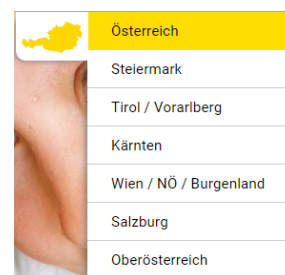 Österreich
Steiermark
Tirol / Vorarlberg
Kärnten
Wien / NÖ / Burgenland
Salzburg
Oberösterreich